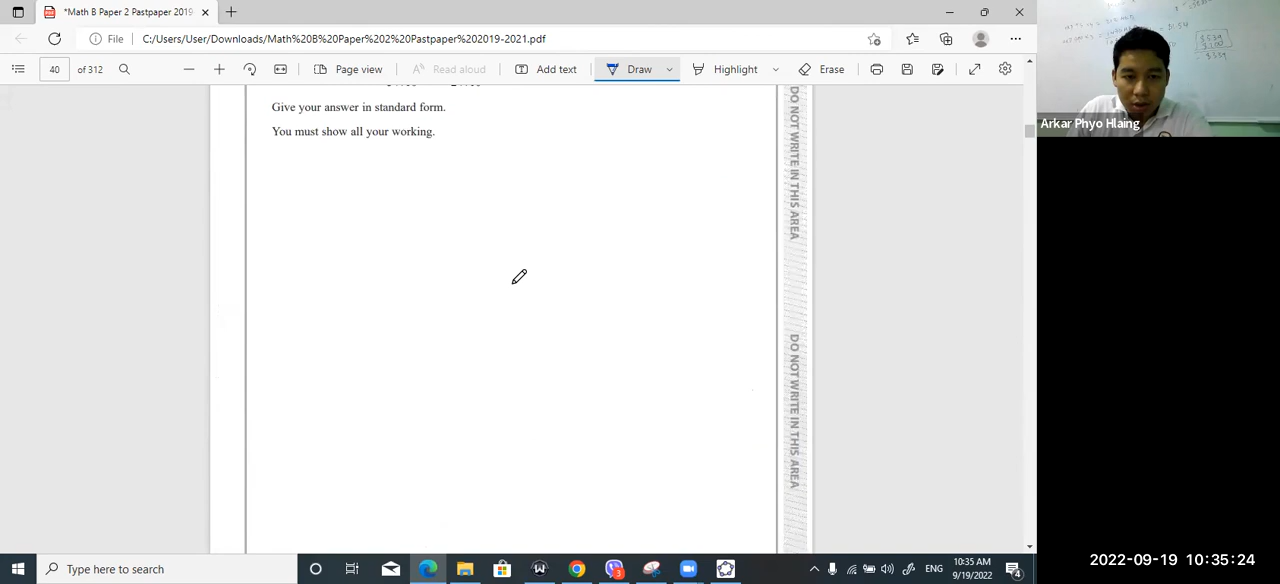 *Math B Paper 2 Pastpaper 2019
File
C:/Users/User/Downloads/Math%20B%20Paper%202%20Pastpaper%202019-2021.pdf
40 of 312
Page view
Read aloud
Add text
Draw
Highlight
Erase
Give your answer in standard form.
You must show all your working.
DO NOT WRITE IN THIS AREA
DO NOT WRITE IN THIS AREA
Arkar Phyo Hlaing
Type here to search
3
ENG
10:35 AM
9/19/2022
4
2022-09-19 10:35:24